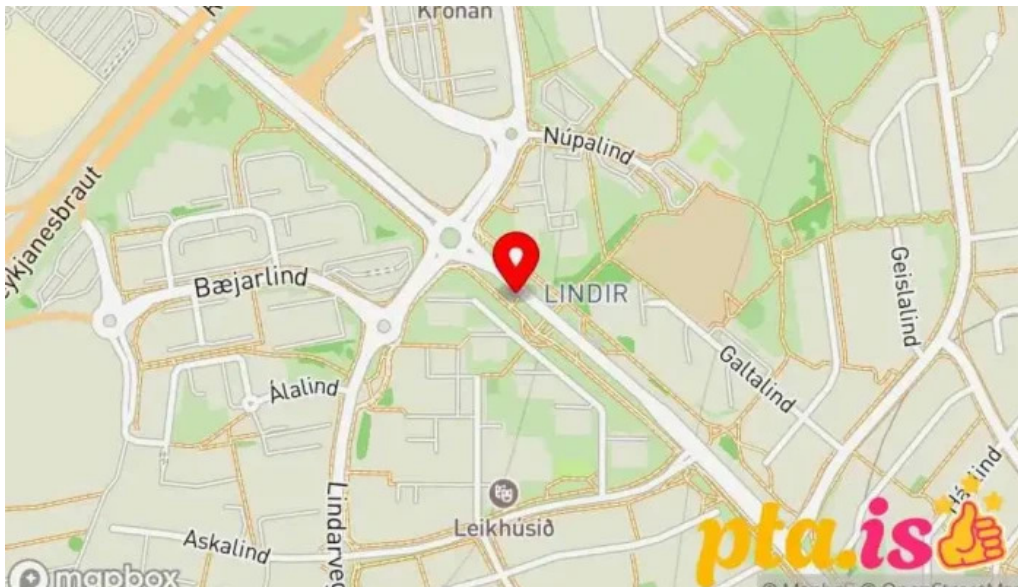 Krónan
Núpalind
Reykjanesbraut
Bæjarlind
LINDIR
Geislalind
Galtalind
Álalind
Leikhúsið
Lindarveg
Askalind
pta.is
mapbox